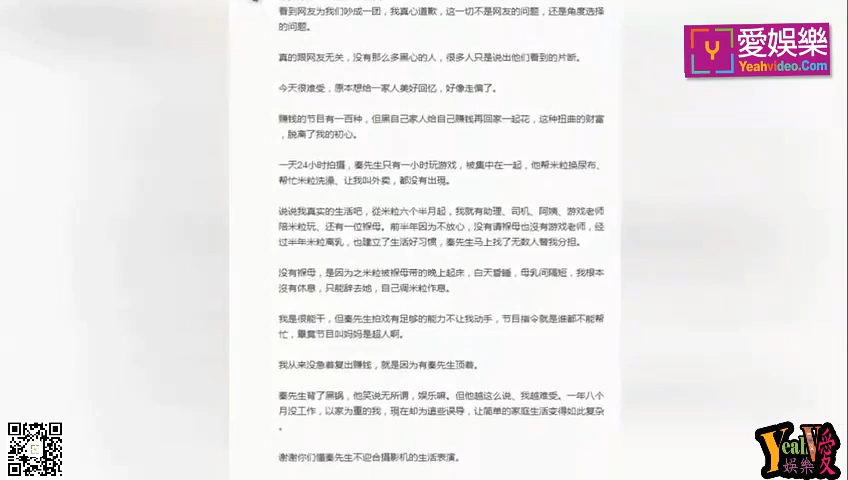 看到网友为我们吵成一团，我真心道歉，这一切不是网友的问题，还是角度选择
的问题。
真的跟网友无关，没有那么多黑心的人，很多人只是说出他们看到的片断。
今天很难受，原本想给一家人美好回忆，好像走偏了。
赚钱的节目有一百种，但黑自己家人给自己赚钱再回家一起花，这种扭曲的财富
，脱离了我的初心。
一天24小时拍摄，秦先生只有一小时玩游戏，被集中在一起，他帮米粒换尿布、
帮忙米粒洗澡、让我叫外卖，都没有出现。
说说我真实的生活吧，從米粒六个半月起，我就有助理、司机、阿姨、游戏老师
陪米粒玩、还有一位褓母。前半年因为不放心，没有请褓母也没有游戏老师，经
过半年米粒离乳，也建立了生活好习惯，秦先生马上找了无数人替我分担。
没有褓母，是因为之米粒被褓母带的晚上起床，白天昏睡，母乳间隔短，我根本
沒有休息，只能辞去她，自己调米粒作息。
我是很能干，但秦先生拍戏有足够的能力不让我动手，节目指令就是谁都不能帮
忙，畢竟节目叫妈妈是超人啊。
我从来没急着复出赚钱，就是因为有秦先生顶着。
秦先生背了黑锅，他笑说无所谓，娱乐嘛。但他越这么说、我越难受。一年八个
月没工作，以家为重的我，現在却为這些误导，让简单的家庭生活变得如此复杂
。
谢谢你们懂秦先生不迎合摄影机的生活表演。
愛娛樂
Yeahvideo.Com
Yeah愛
娛樂